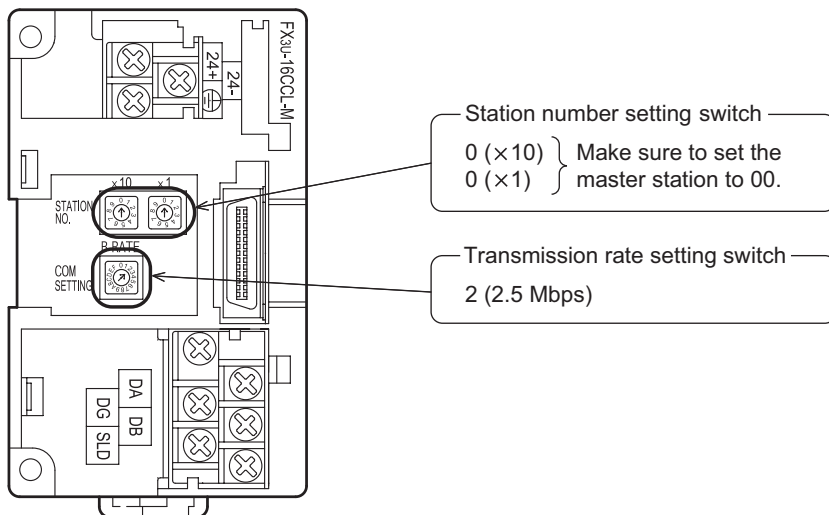 FX3U-16CCL-M
24+
24-
×10 ×1
STATION
NO.
B RATE
COM
SETTING
DA
DG
DB
SLD
Station number setting switch
0 (×10)
0 (×1)
Make sure to set the
master station to 00.
Transmission rate setting switch
2 (2.5 Mbps)